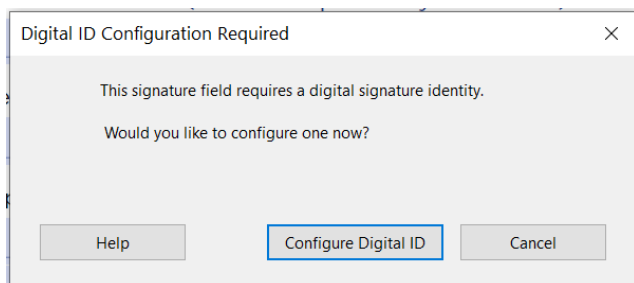 Digital ID Configuration Required
This signature field requires a digital signature identity.
Would you like to configure one now?
Help
Configure Digital ID
Cancel